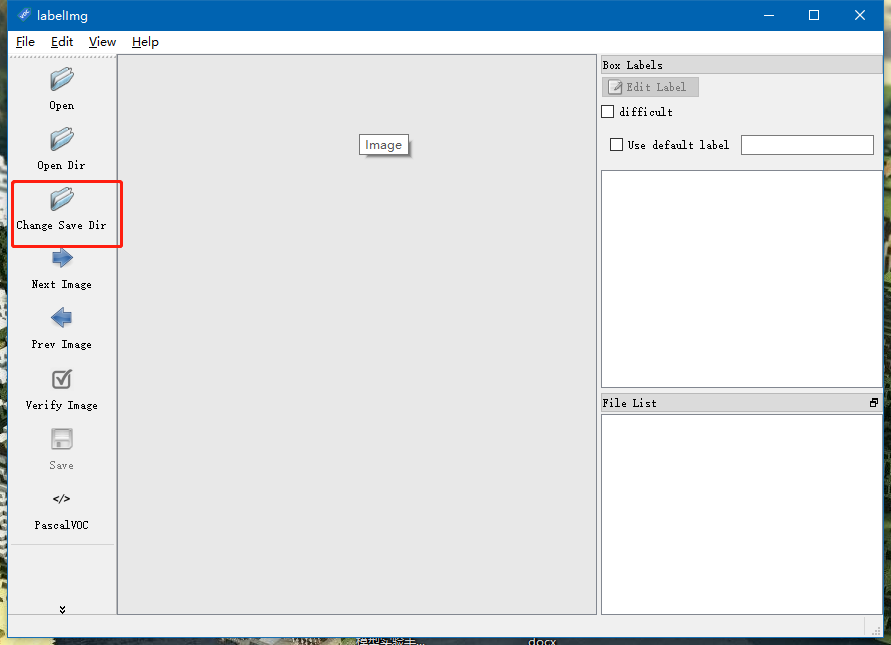 labelImg
File Edit View Help
Open
Open Dir
Change Save Dir
Next Image
Prev Image
Verify Image
Save
</>
PascalVOC
Image
Box Labels
Edit Label
difficult
Use default label
File List
docx